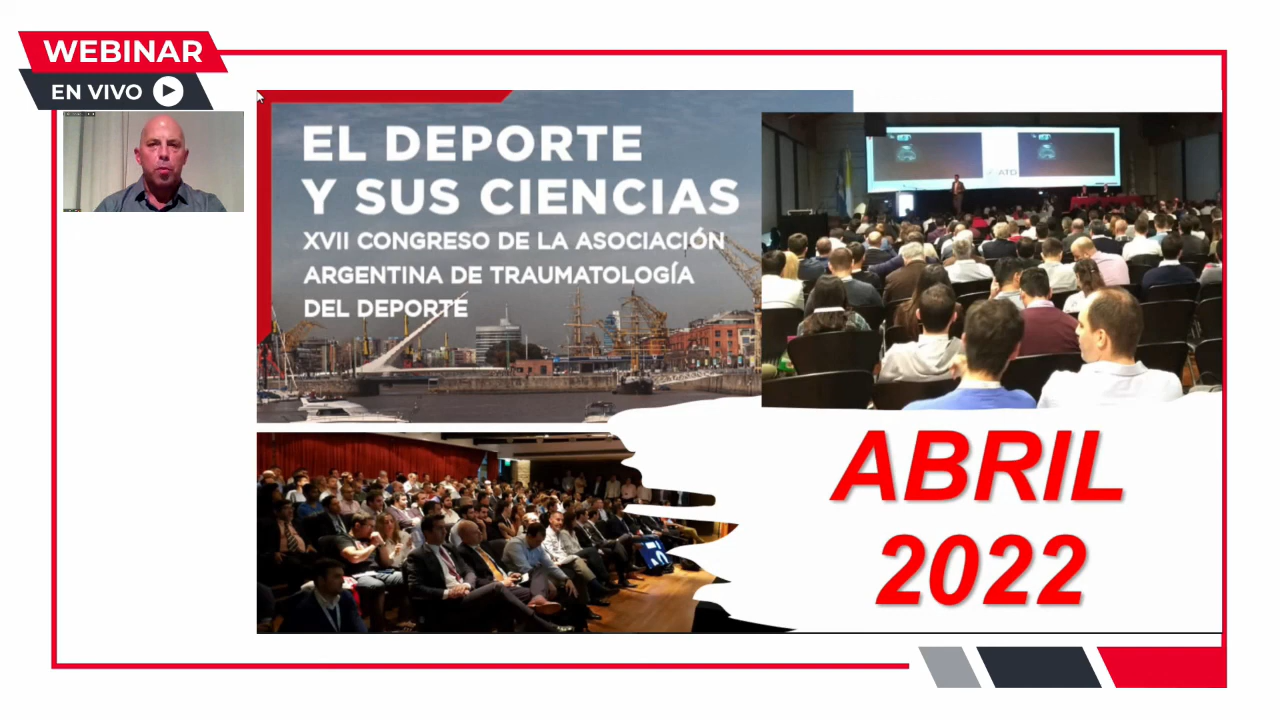 WEBINAR
EN VIVO
EL DEPORTE
Y SUS CIENCIAS
XVII CONGRESO DE LA ASOCIACIÓN
ARGENTINA DE TRAUMATOLOGÍA
DEL DEPORTE
ATD
ABRIL
2022